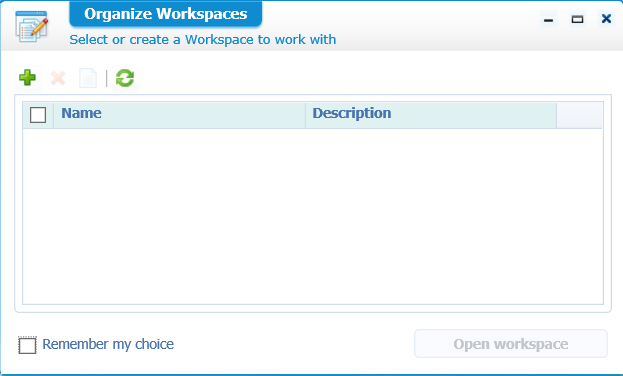 Organize Workspaces
Select or create a Workspace to work with
Name Description
Remember my choice Open workspace